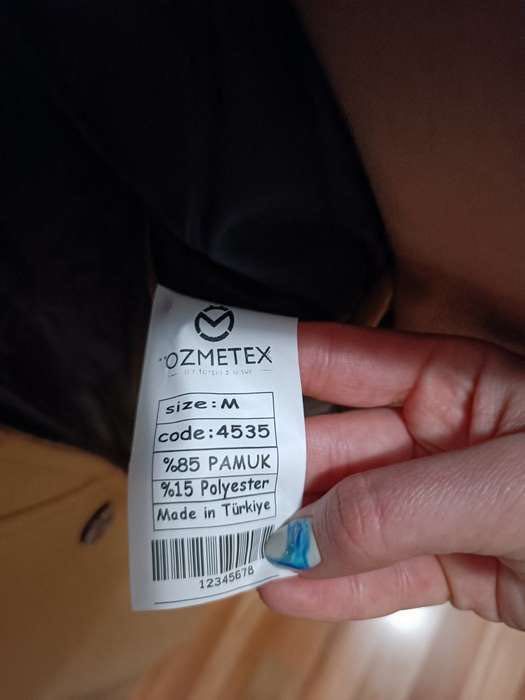 OZMETEX
size:M
code:4535
%85 PAMUK
%15 Polyester
Made in Türkiye
12345678